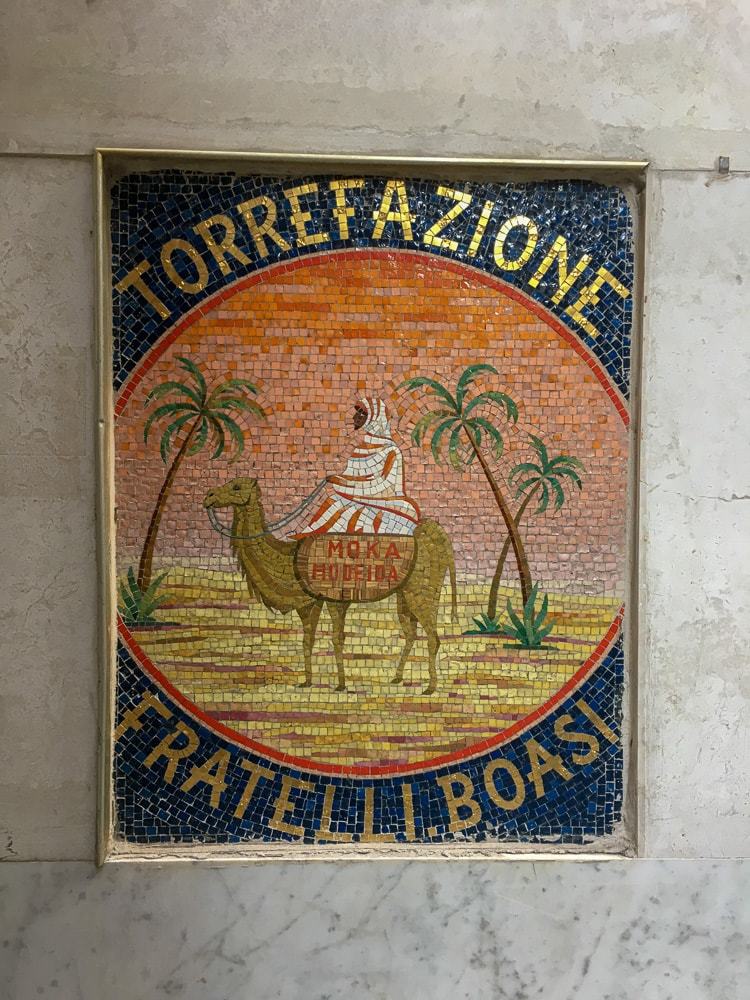 TORREFAZIONE
MOKA
HODEIDA
FRATELLI.BOASI